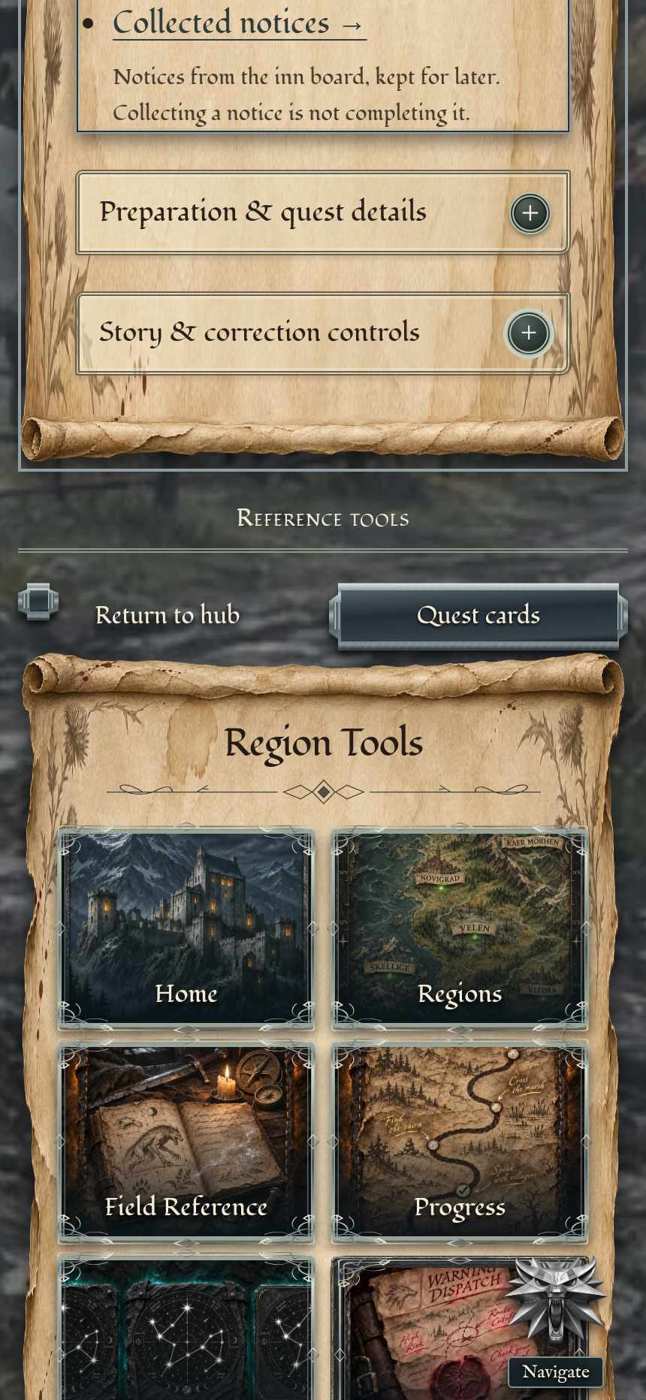 Collected notices →
Notices from the inn board, kept for later.
Collecting a notice is not completing it.
Preparation & quest details
Story & correction controls
Reference tools
Return to hub
Quest cards
Region Tools
KAER MORHEN
NOVIGRAD
VELEN
SKELLIGE
Home
Regions
Field Reference
Progress
WARNING
DISPATCH
Navigate